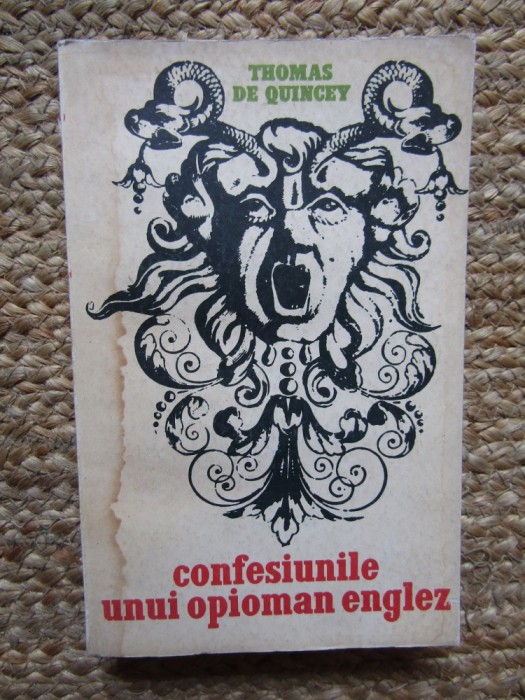 THOMAS
DE QUINCEY
confesiunile
unui opioman englez